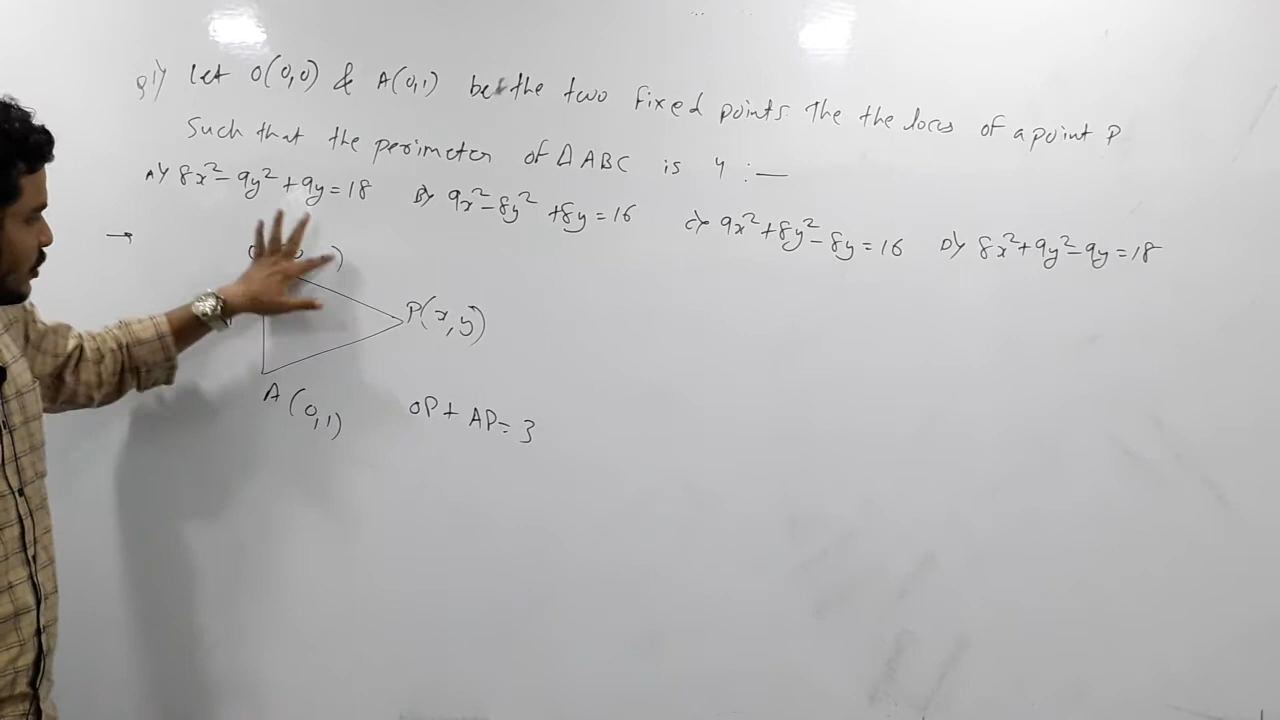 Q1) Let O(0,0) & A(0,1) be the two fixed points. The the locus of a point P
Such that the perimeter of ΔABC is 4 :—
A) 8x² - 9y² + 9y = 18 B) 9x² - 8y² + 8y = 16 C) 9x² + 8y² - 8y = 16 D) 8x² + 9y² - 9y = 18
→
P(x,y)
A(0,1) OP + AP = 3